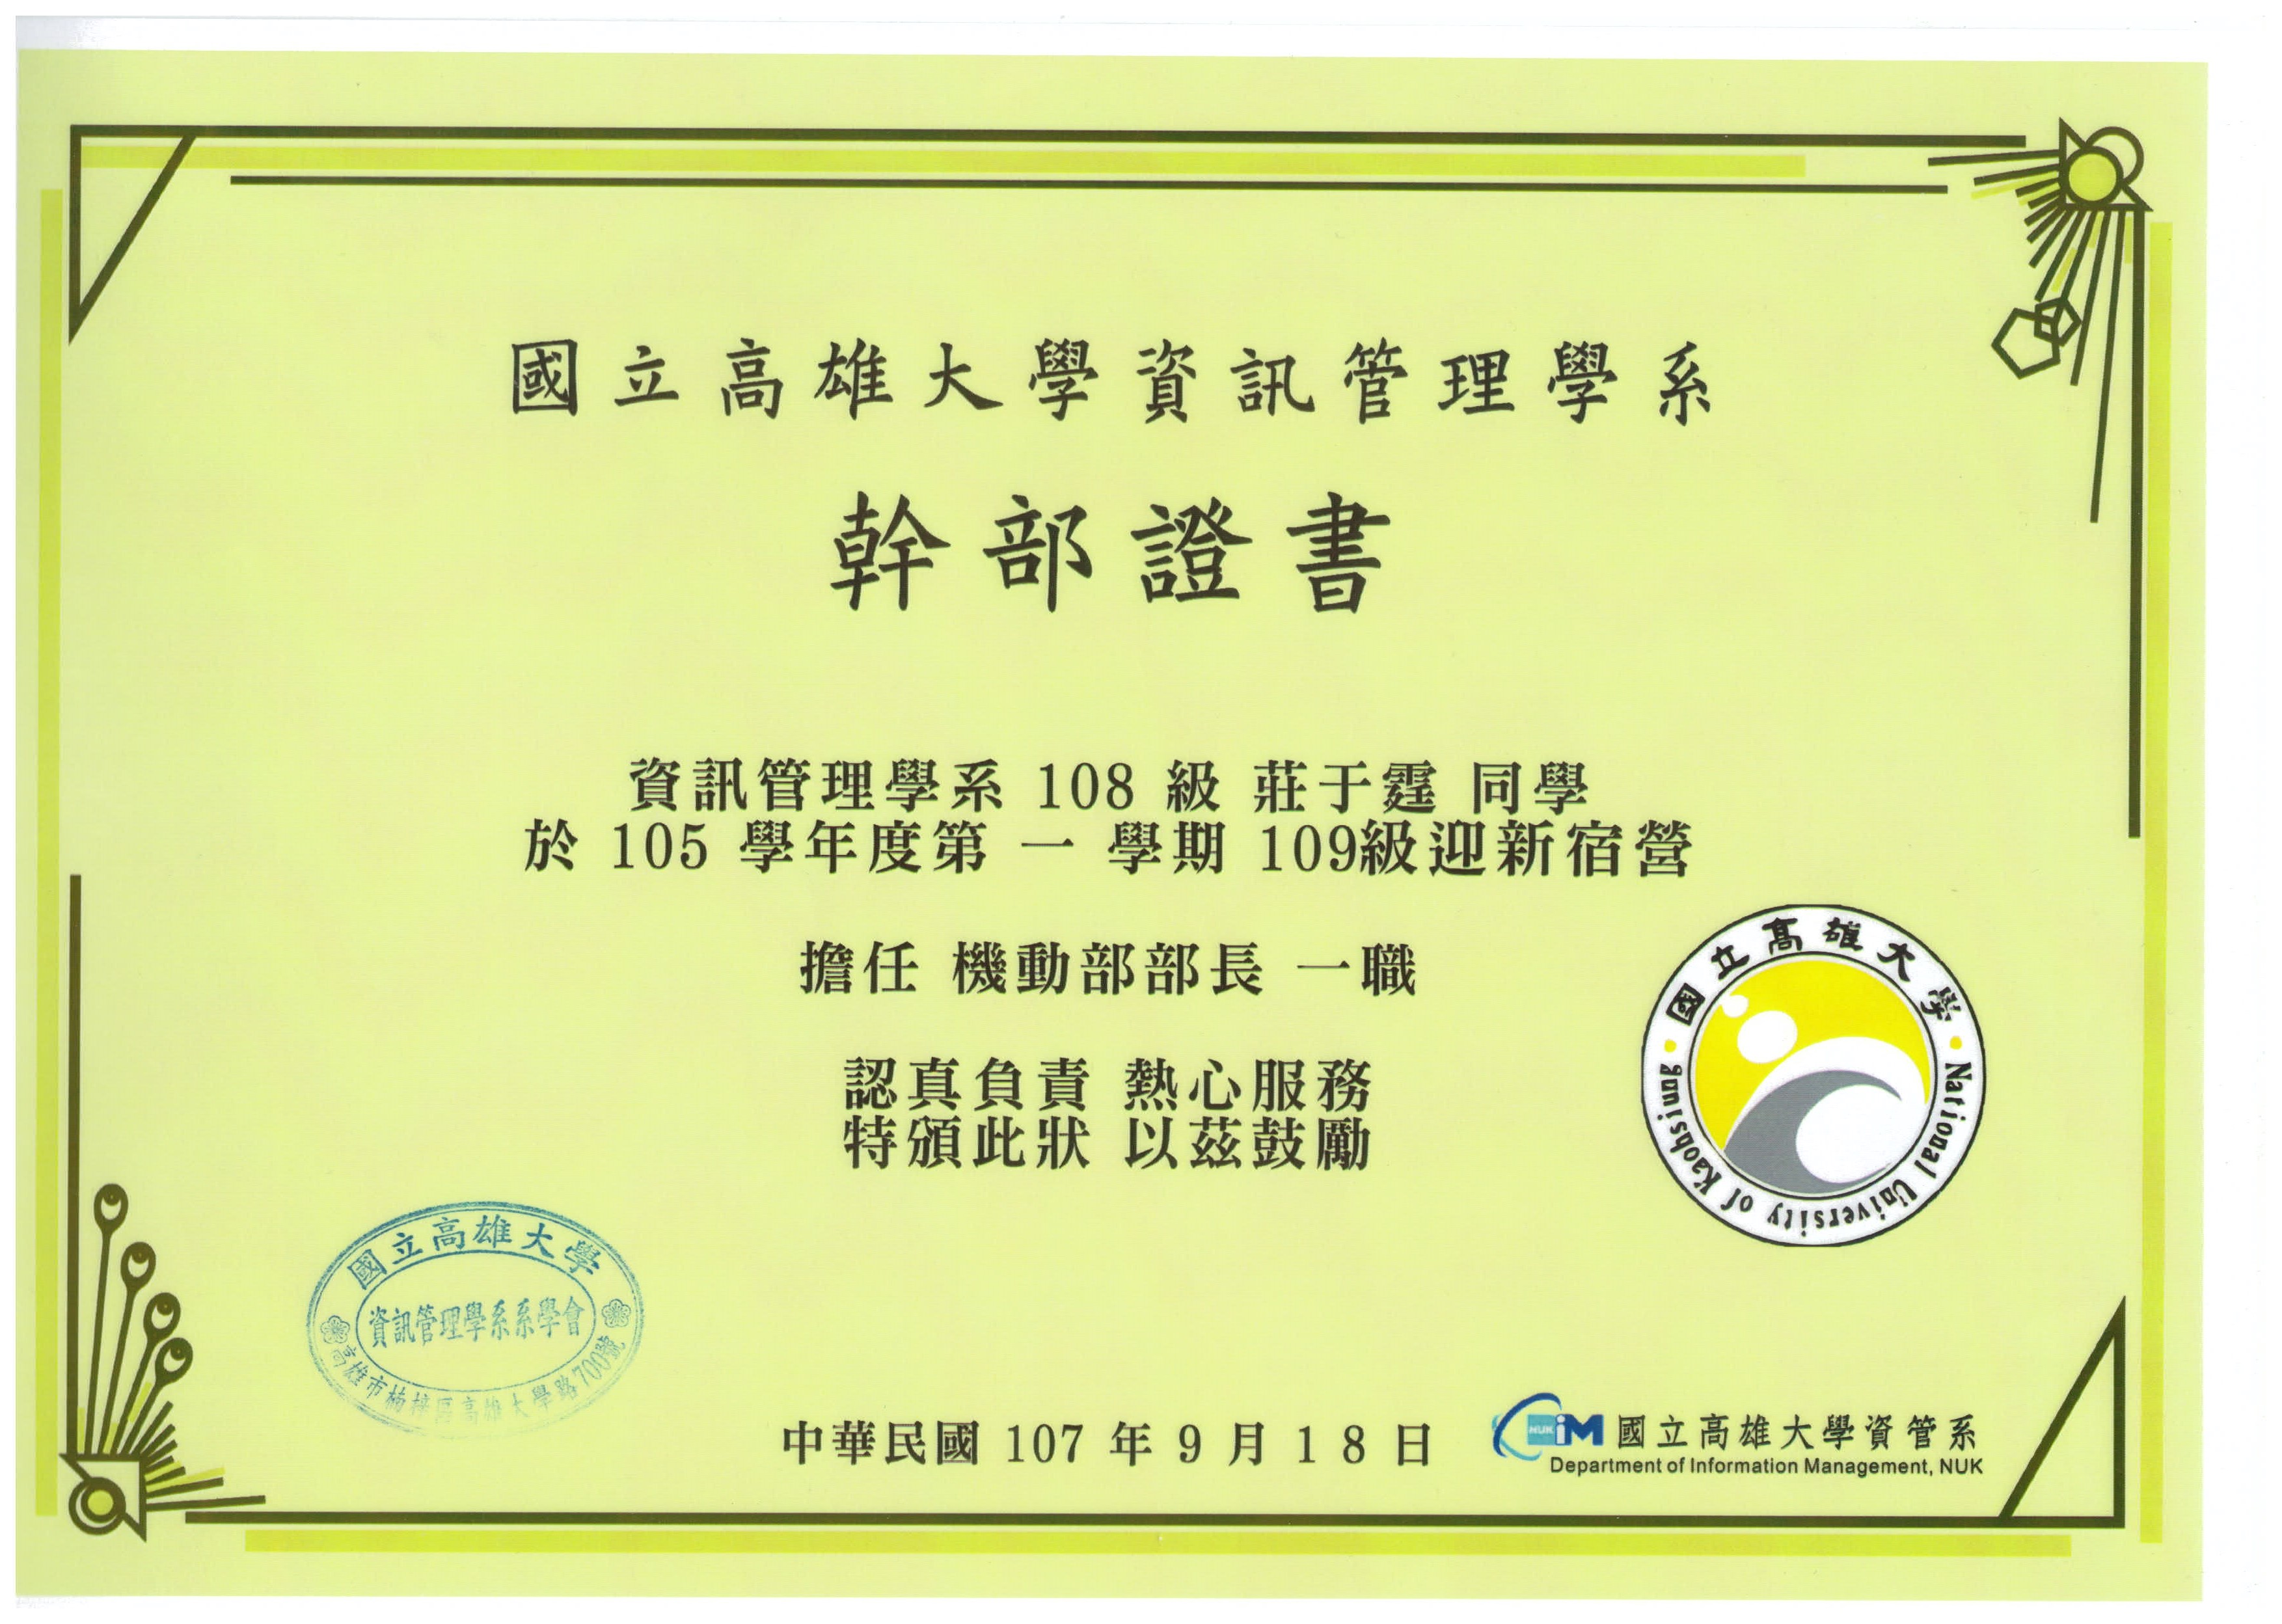 國立高雄大學資訊管理學系
幹部證書
資訊管理學系 108 級 莊于霆 同學
於 105 學年度第 一 學期 109級迎新宿營
擔任 機動部部長 一職
認真負責 熱心服務
特頒此狀 以茲鼓勵
國立高雄大學
National University of Kaohsiung
國立高雄大學
資訊管理學系系學會
高雄市楠梓區高雄大學路700號
中華民國 107 年 9 月 1 8 日
NUK iM 國立高雄大學資管系
Department of Information Management, NUK